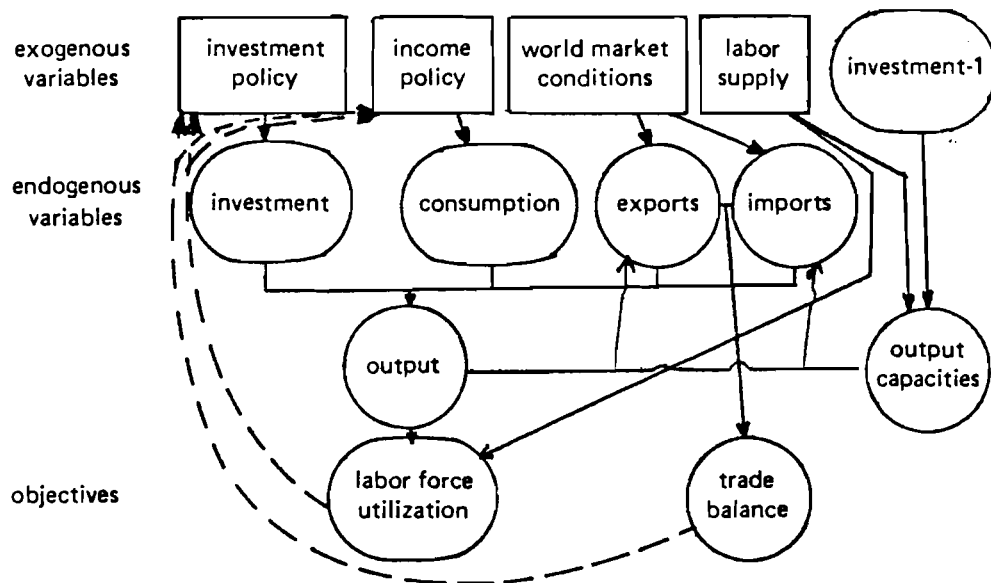 exogenous
variables
investment
policy
income
policy
world market
conditions
labor
supply
investment-1
endogenous
variables
investment
consumption
exports
imports
output
output
capacities
objectives
labor force
utilization
trade
balance